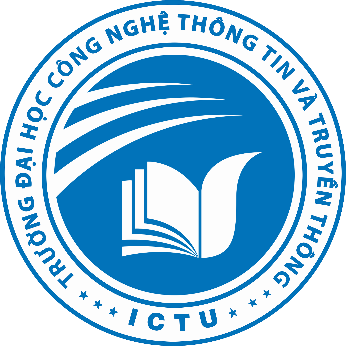 TRƯỜNG ĐẠI HỌC CÔNG NGHỆ THÔNG TIN VÀ TRUYỀN THÔNG
ICTU